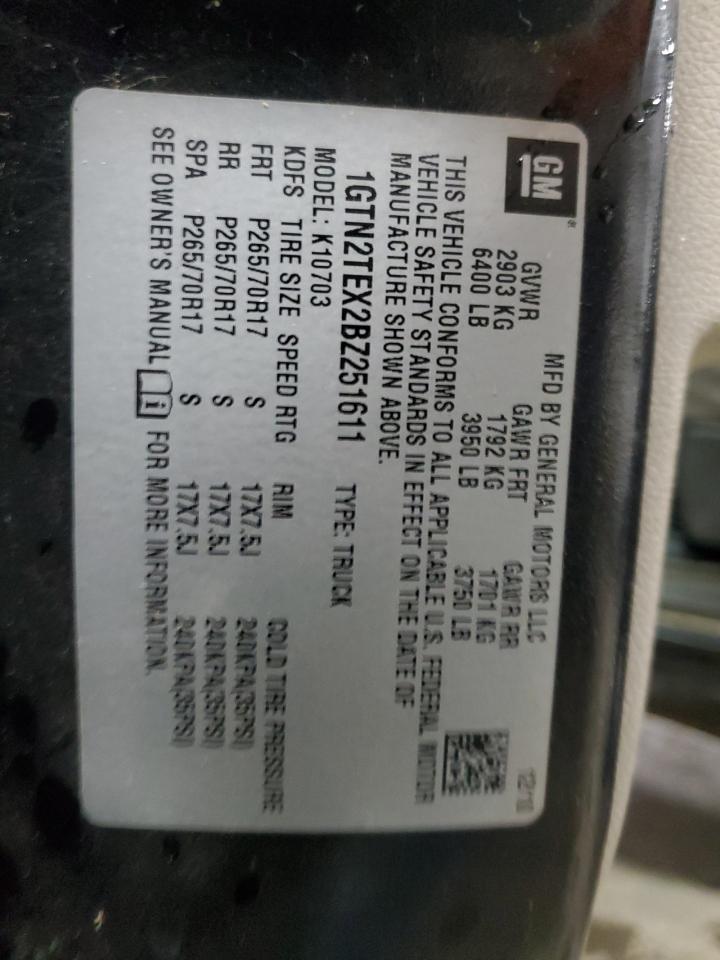 GM
MFD BY GENERAL MOTORS LLC 12/10
GVWR GAWR FRT GAWR RR
2903 KG 1792 KG 1701 KG
6400 LB 3950 LB 3750 LB
THIS VEHICLE CONFORMS TO ALL APPLICABLE U.S. FEDERAL MOTOR
VEHICLE SAFETY STANDARDS IN EFFECT ON THE DATE OF
MANUFACTURE SHOWN ABOVE.
1GTN2TEX2BZ251611 TYPE: TRUCK
MODEL: K10703
KDFS TIRE SIZE SPEED RTG RIM COLD TIRE PRESSURE
FRT P265/70R17 S 17X7.5J 240KPA(35PSI)
RR P265/70R17 S 17X7.5J 240KPA(35PSI)
SPA P265/70R17 S 17X7.5J 240KPA(35PSI)
SEE OWNER'S MANUAL i FOR MORE INFORMATION.